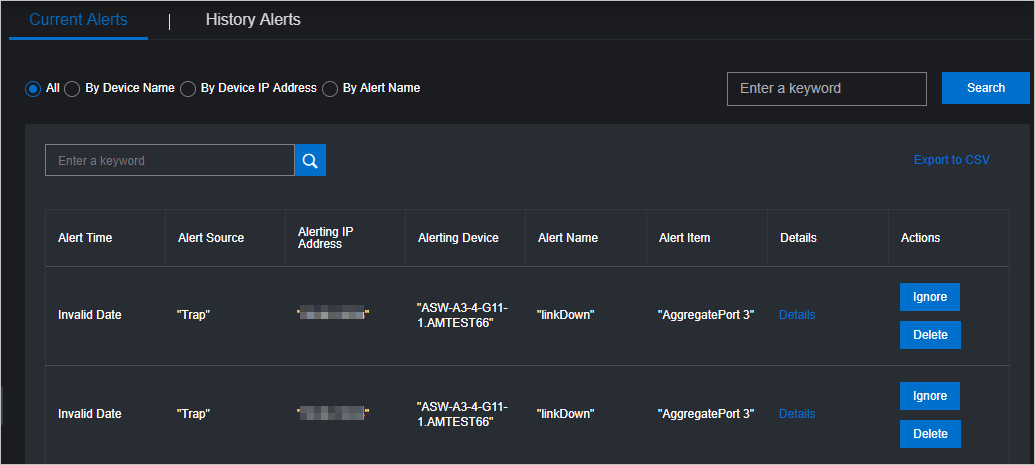 Current Alerts | History Alerts
All By Device Name By Device IP Address By Alert Name Enter a keyword Search
Enter a keyword Export to CSV
Alert Time Alert Source Alerting IP Address Alerting Device Alert Name Alert Item Details Actions
Invalid Date "Trap" " " "ASW-A3-4-G11-
1.AMTEST66" "linkDown" "AggregatePort 3" Details Ignore
Delete
Invalid Date "Trap" " " "ASW-A3-4-G11-
1.AMTEST66" "linkDown" "AggregatePort 3" Details Ignore
Delete